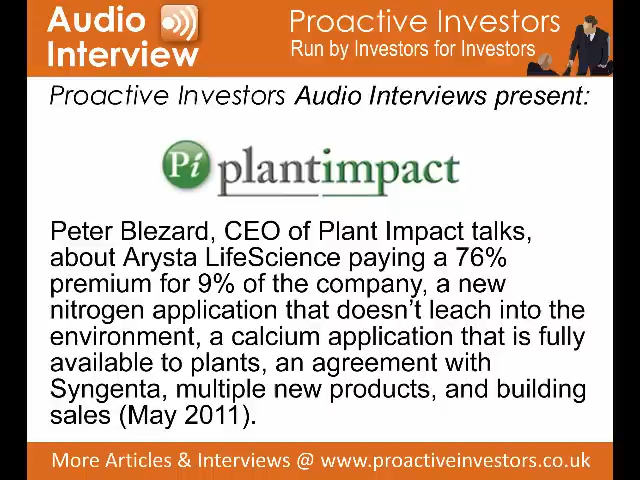 Audio
Interview
Proactive Investors
Run by Investors for Investors
Proactive Investors Audio Interviews present:
Pi plantimpact
Peter Blezard, CEO of Plant Impact talks,
about Arysta LifeScience paying a 76%
premium for 9% of the company, a new
nitrogen application that doesn't leach into the
environment, a calcium application that is fully
available to plants, an agreement with
Syngenta, multiple new products, and building
sales (May 2011).
More Articles & Interviews @ www.proactiveinvestors.co.uk